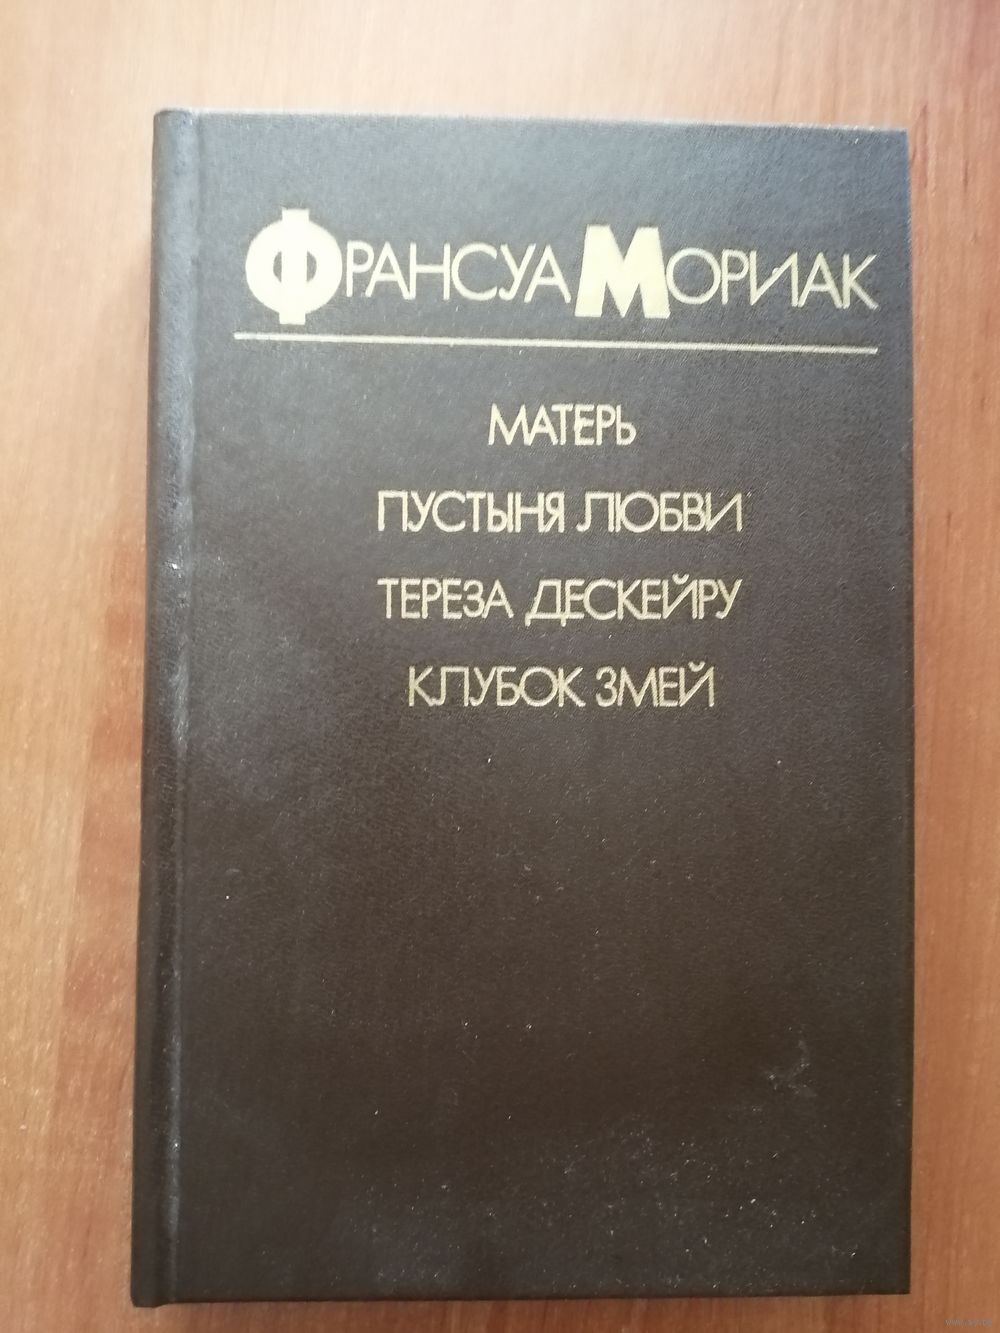 ФРАНСУА МОРИАК
МАТЕРЬ
ПУСТЫНЯ ЛЮБВИ
ТЕРЕЗА ДЕСКЕЙРУ
КЛУБОК ЗМЕЙ